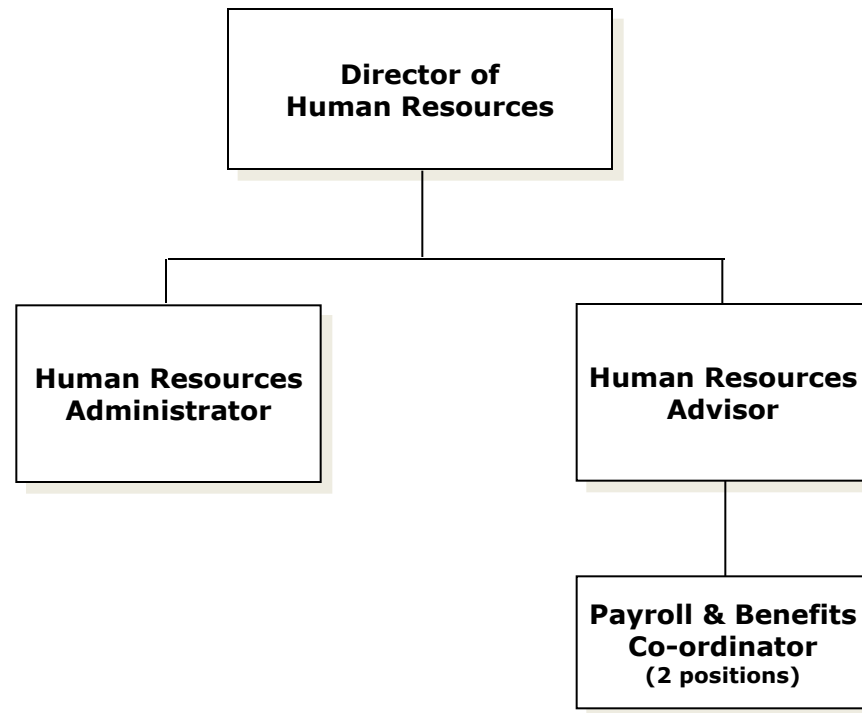 Director of
Human Resources
Human Resources
Administrator
Human Resources
Advisor
Payroll & Benefits
Co-ordinator
(2 positions)